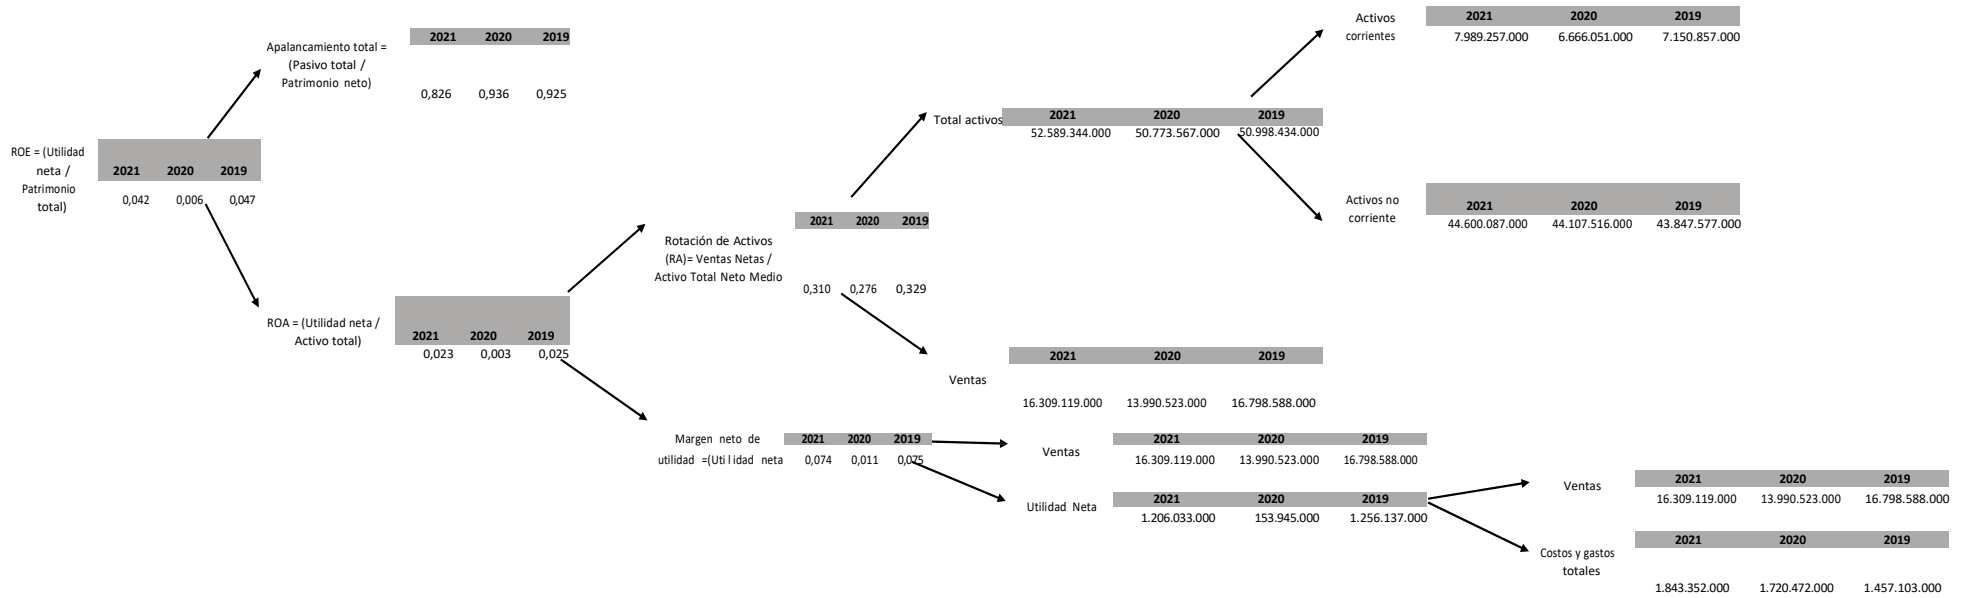 Apalancamiento total =
(Pasivo total /
Patrimonio neto)
2021 2020 2019
0,826 0,936 0,925
ROE = (Utilidad
neta /
Patrimonio
total)
2021 2020 2019
0,042 0,006 0,047
ROA = (Utilidad neta /
Activo total)
2021 2020 2019
0,023 0,003 0,025
Rotación de Activos
(RA)= Ventas Netas /
Activo Total Neto Medio
2021 2020 2019
0,310 0,276 0,329
Total activos
2021 2020 2019
52.589.344.000 50.773.567.000 50.998.434.000
Activos
corrientes
2021 2020 2019
7.989.257.000 6.666.051.000 7.150.857.000
Activos no
corriente
2021 2020 2019
44.600.087.000 44.107.516.000 43.847.577.000
Ventas
2021 2020 2019
16.309.119.000 13.990.523.000 16.798.588.000
Margen neto de
utilidad =(Utilidad neta
2021 2020 2019
0,074 0,011 0,075
Ventas
2021 2020 2019
16.309.119.000 13.990.523.000 16.798.588.000
Utilidad Neta
2021 2020 2019
1.206.033.000 153.945.000 1.256.137.000
Ventas
2021 2020 2019
16.309.119.000 13.990.523.000 16.798.588.000
Costos y gastos
totales
2021 2020 2019
1.843.352.000 1.720.472.000 1.457.103.000